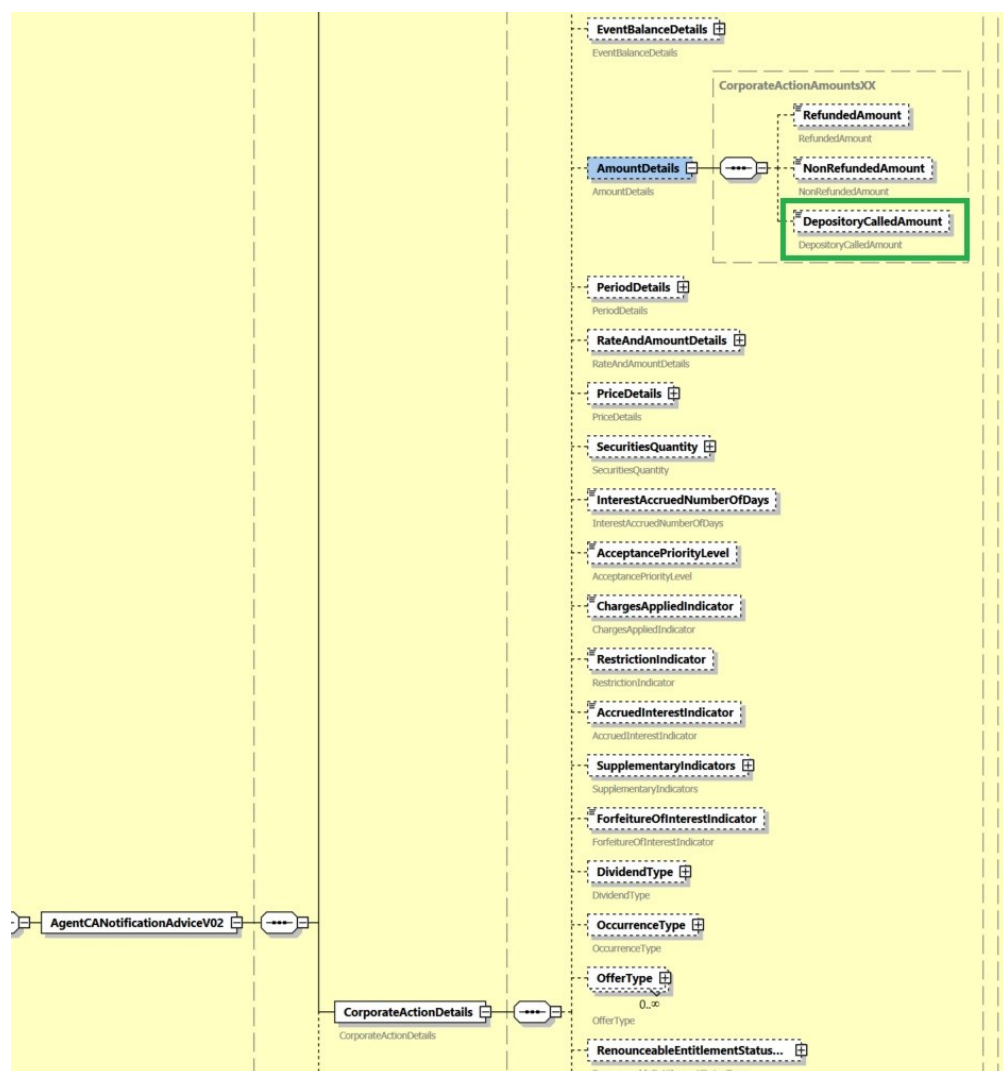 EventBalanceDetails
EventBalanceDetails
CorporateActionAmountsXX
RefundedAmount
RefundedAmount
AmountDetails
AmountDetails
NonRefundedAmount
NonRefundedAmount
DepositoryCalledAmount
DepositoryCalledAmount
PeriodDetails
PeriodDetails
RateAndAmountDetails
RateAndAmountDetails
PriceDetails
PriceDetails
SecuritiesQuantity
SecuritiesQuantity
InterestAccruedNumberOfDays
InterestAccruedNumberOfDays
AcceptancePriorityLevel
AcceptancePriorityLevel
ChargesAppliedIndicator
ChargesAppliedIndicator
RestrictionIndicator
RestrictionIndicator
AccruedInterestIndicator
AccruedInterestIndicator
SupplementaryIndicators
SupplementaryIndicators
ForfeitureOfInterestIndicator
ForfeitureOfInterestIndicator
DividendType
DividendType
AgentCANotificationAdviceV02
OccurrenceType
OccurrenceType
OfferType
0..∞
OfferType
CorporateActionDetails
CorporateActionDetails
RenounceableEntitlementStatus...